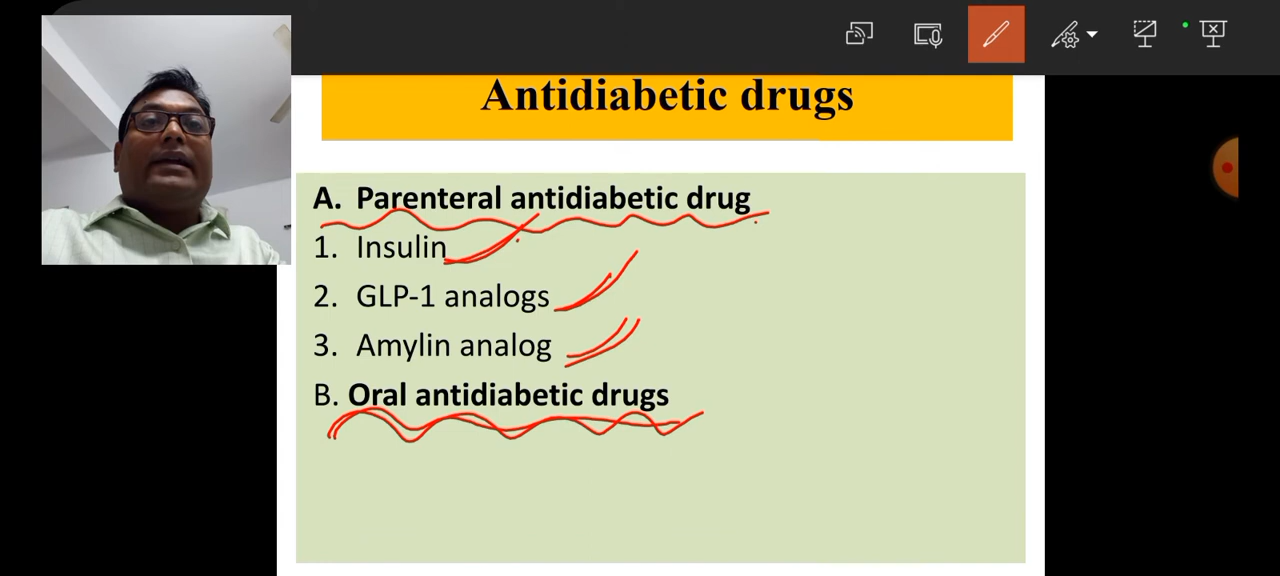 Antidiabetic drugs
A. Parenteral antidiabetic drug
1. Insulin
2. GLP-1 analogs
3. Amylin analog
B. Oral antidiabetic drugs